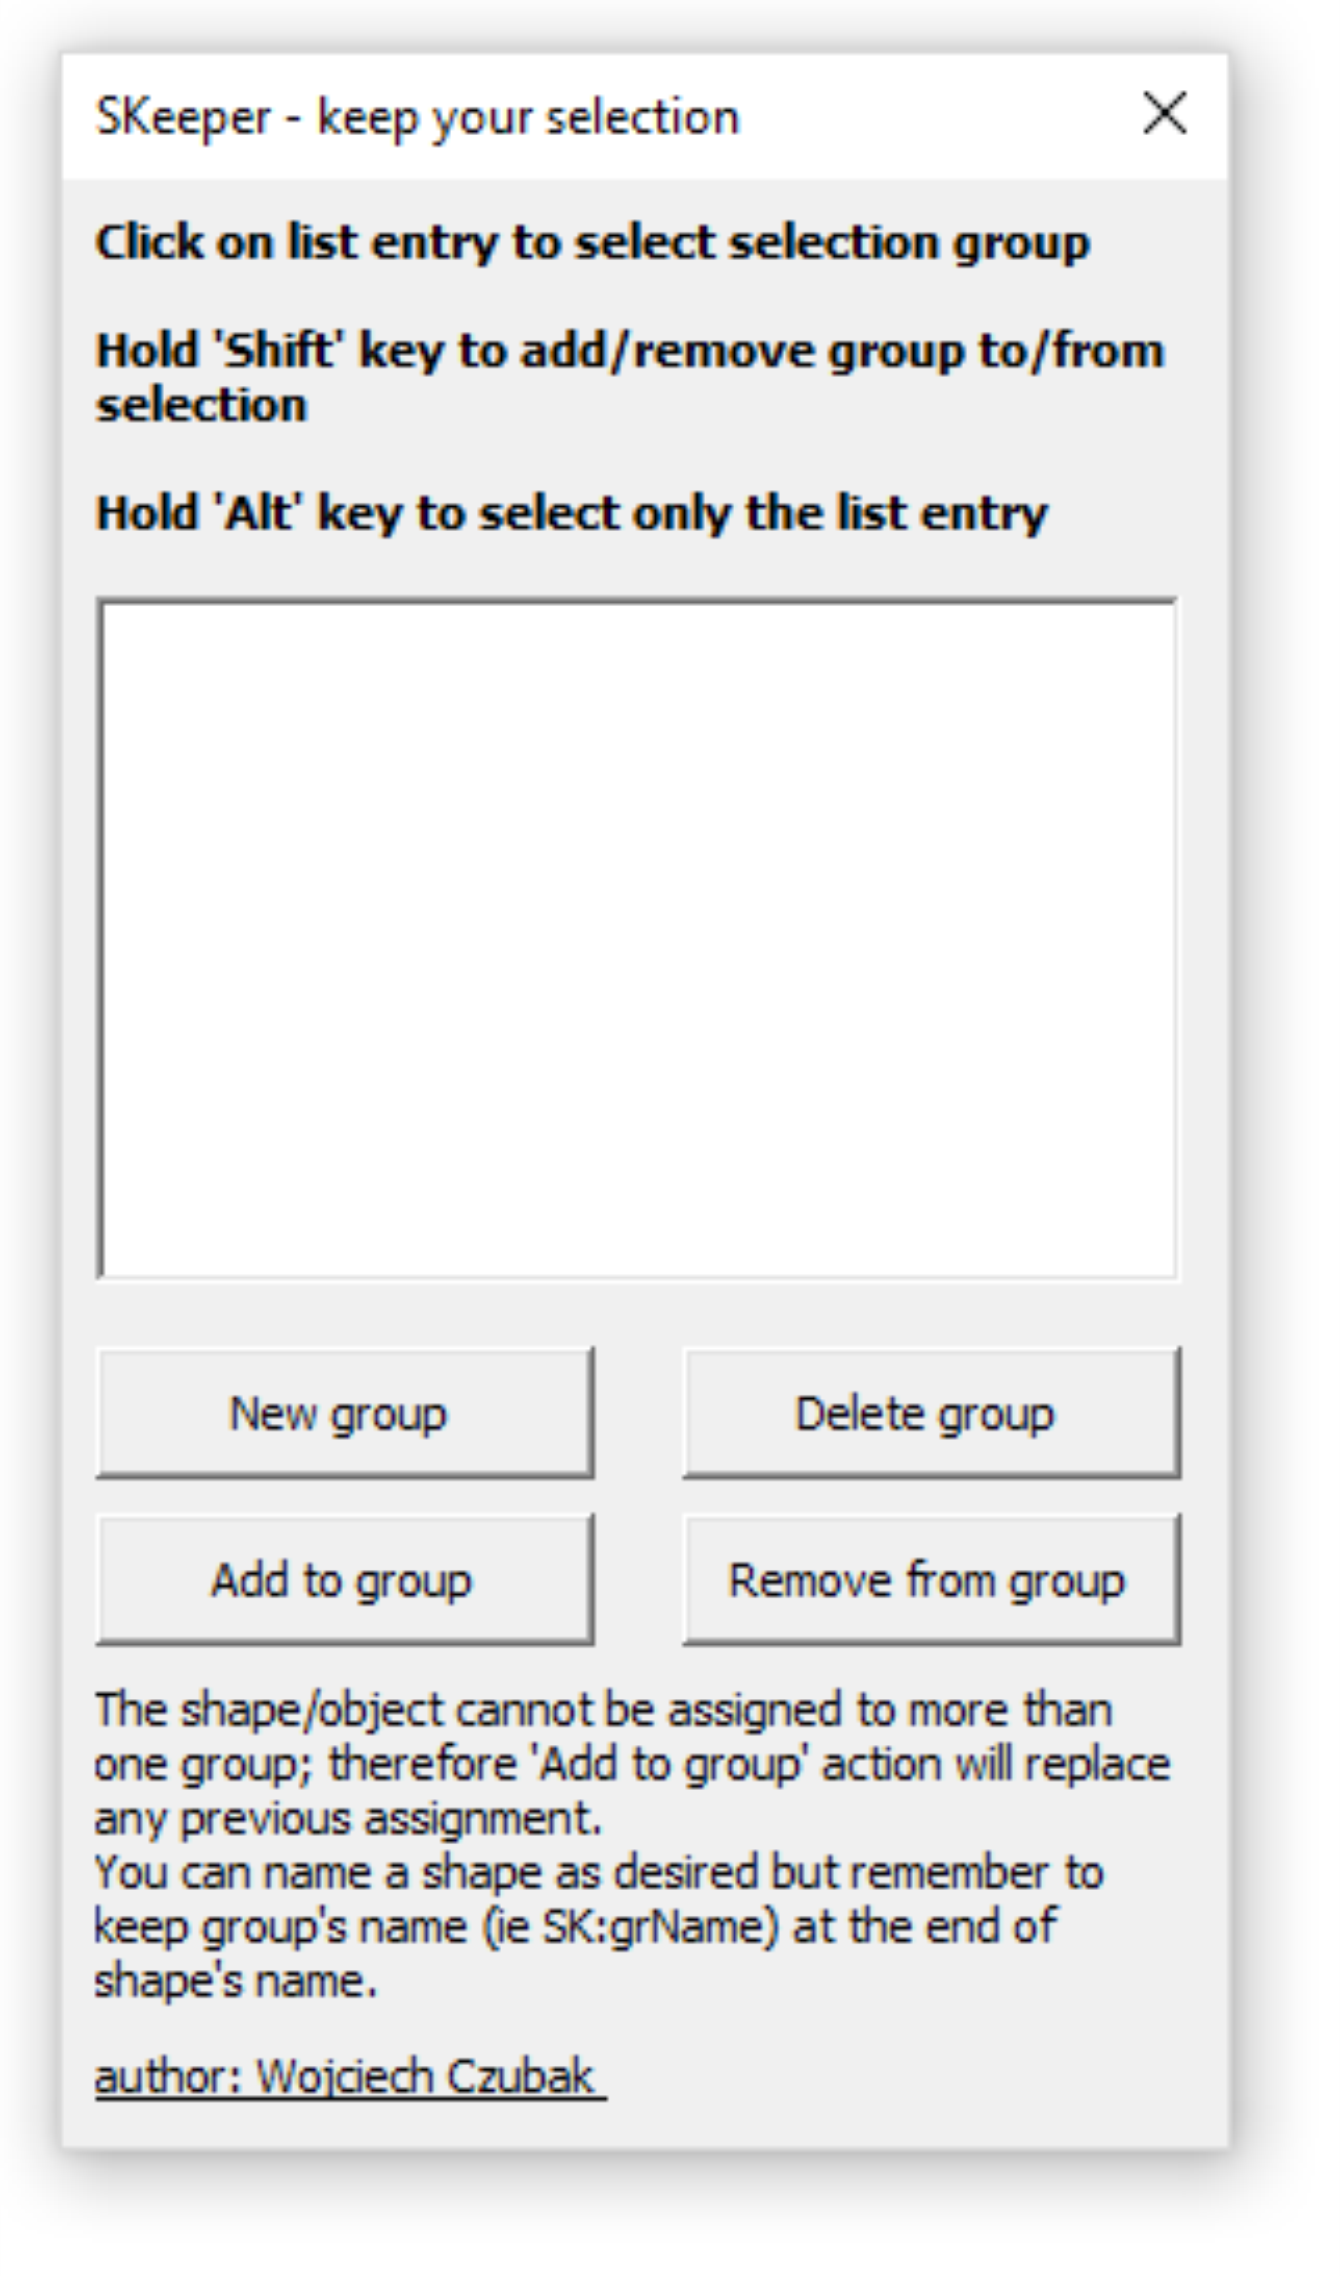 SKeeper - keep your selection
Click on list entry to select selection group
Hold 'Shift' key to add/remove group to/from
selection
Hold 'Alt' key to select only the list entry
New group
Delete group
Add to group
Remove from group
The shape/object cannot be assigned to more than
one group; therefore 'Add to group' action will replace
any previous assignment.
You can name a shape as desired but remember to
keep group's name (ie SK:grName) at the end of
shape's name.
author: Wojciech Czubak